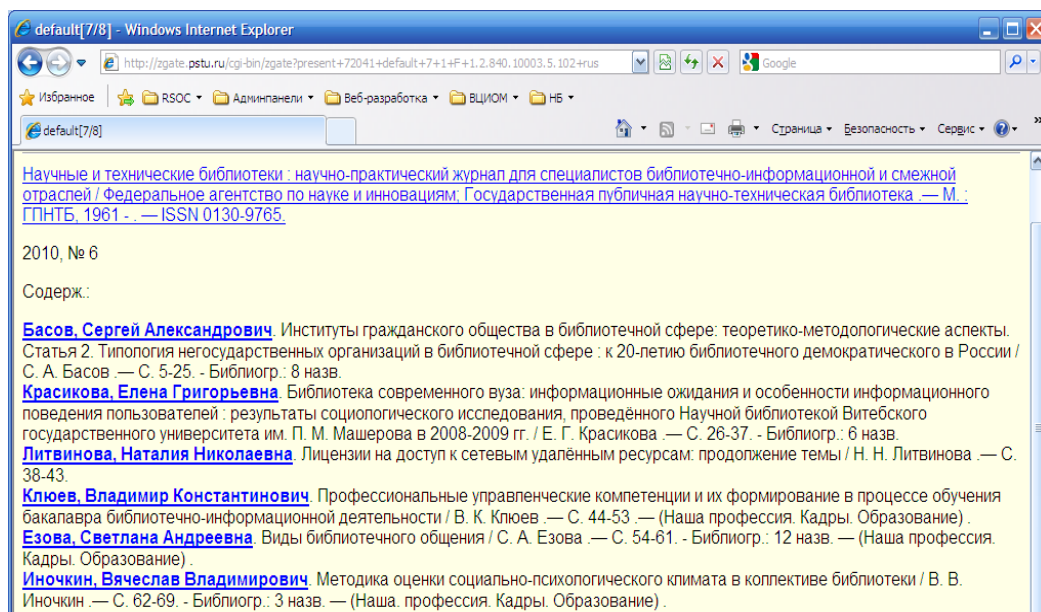 default[7/8] - Windows Internet Explorer
http://zgate.pstu.ru/cgi-bin/zgate?present+72041+default+7+1+F+1.2.840.10003.5.102+rus
Google
Избранное RSOC Админпанели Веб-разработка ВЦИОМ НБ
default[7/8] Страница Безопасность Сервис »
Научные и технические библиотеки : научно-практический журнал для специалистов библиотечно-информационной и смежной
отраслей / Федеральное агентство по науке и инновациям; Государственная публичная научно-техническая библиотека .— М. :
ГПНТБ, 1961 - . — ISSN 0130-9765.
2010, № 6
Содерж.:
Басов, Сергей Александрович. Институты гражданского общества в библиотечной сфере: теоретико-методологические аспекты.
Статья 2. Типология негосударственных организаций в библиотечной сфере : к 20-летию библиотечного демократического в России /
С. А. Басов .— С. 5-25. - Библиогр.: 8 назв.
Красикова, Елена Григорьевна. Библиотека современного вуза: информационные ожидания и особенности информационного
поведения пользователей : результаты социологического исследования, проведённого Научной библиотекой Витебского
государственного университета им. П. М. Машерова в 2008-2009 гг. / Е. Г. Красикова .— С. 26-37. - Библиогр.: 6 назв.
Литвинова, Наталия Николаевна. Лицензии на доступ к сетевым удалённым ресурсам: продолжение темы / Н. Н. Литвинова .— С.
38-43.
Клюев, Владимир Константинович. Профессиональные управленческие компетенции и их формирование в процессе обучения
бакалавра библиотечно-информационной деятельности / В. К. Клюев .— С. 44-53 .— (Наша профессия. Кадры. Образование) .
Езова, Светлана Андреевна. Виды библиотечного общения / С. А. Езова .— С. 54-61. - Библиогр.: 12 назв. — (Наша профессия.
Кадры. Образование) .
Иночкин, Вячеслав Владимирович. Методика оценки социально-психологического климата в коллективе библиотеки / В. В.
Иночкин .— С. 62-69. - Библиогр.: 3 назв. — (Наша. профессия. Кадры. Образование) .